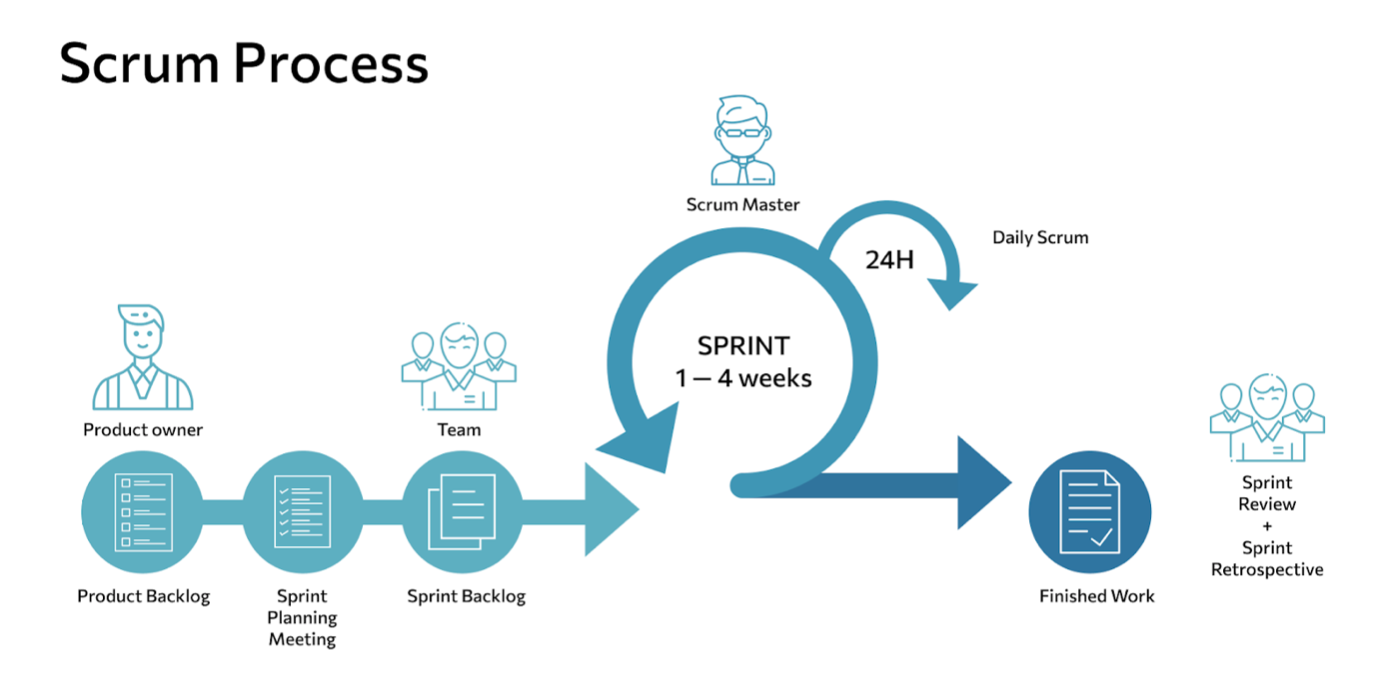 Scrum Process
Scrum Master
Daily Scrum
24H
SPRINT
1 – 4 weeks
Product owner
Team
Product Backlog
Sprint
Planning
Meeting
Sprint Backlog
Finished Work
Sprint
Review
+
Sprint
Retrospective